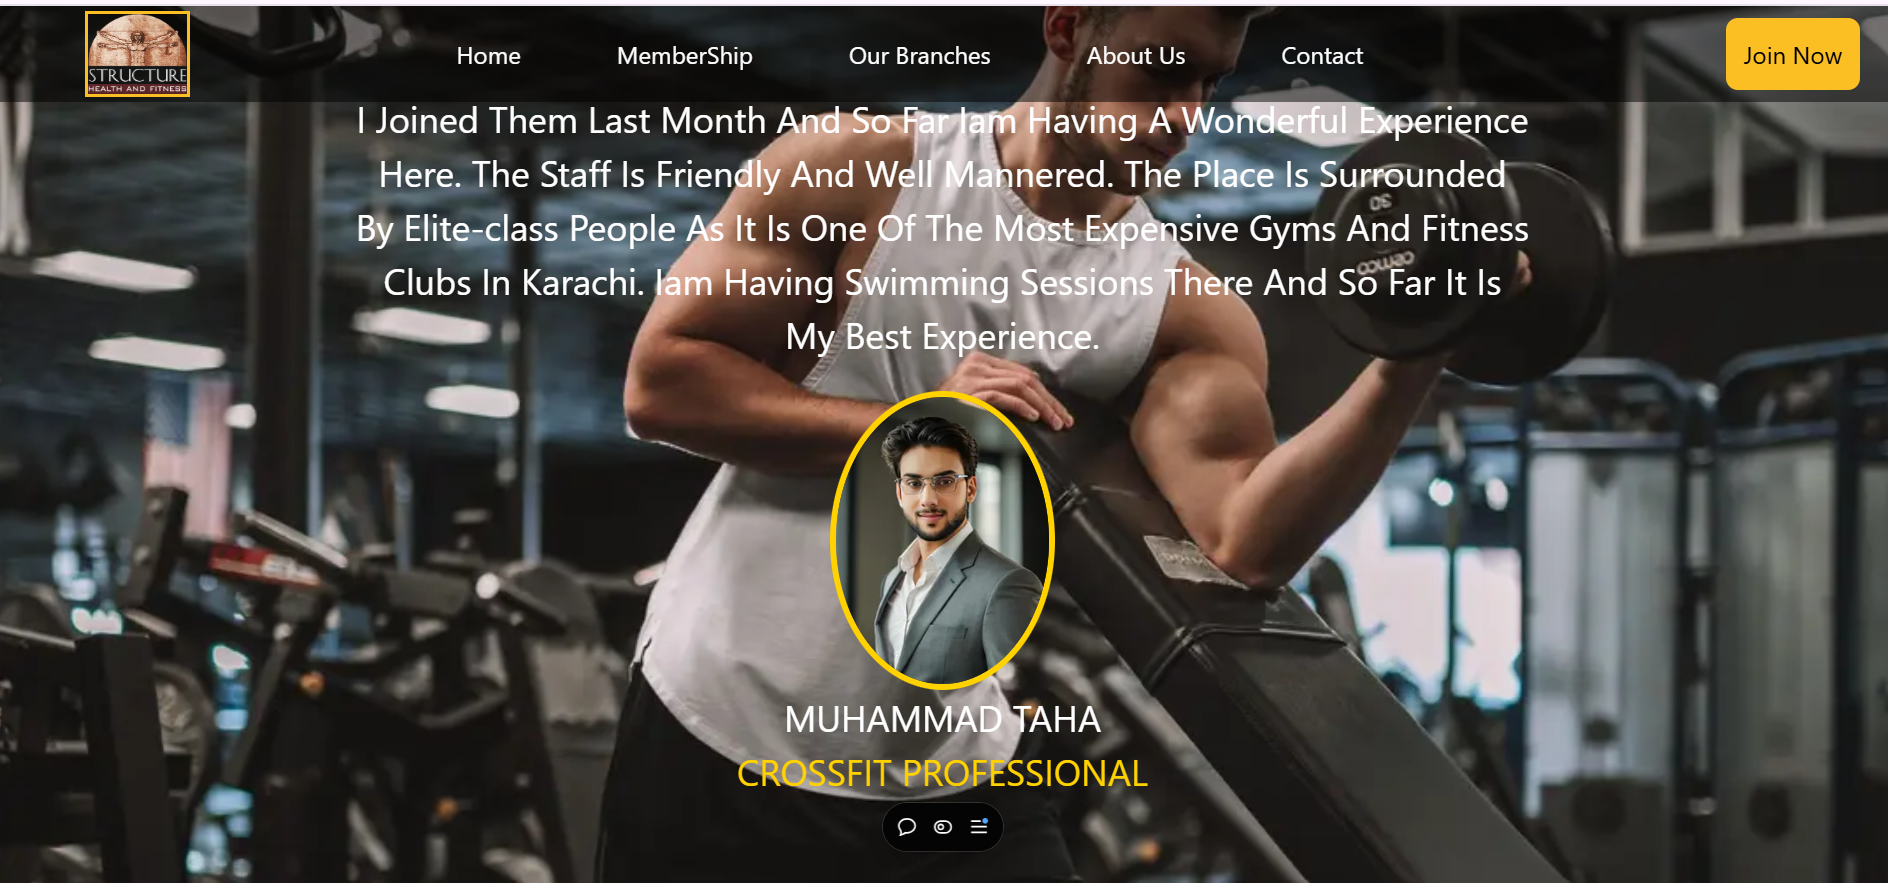 STRUCTURE
HEALTH AND FITNESS
Home
MemberShip
Our Branches
About Us
Contact
Join Now
I Joined Them Last Month And So Far Iam Having A Wonderful Experience
Here. The Staff Is Friendly And Well Mannered. The Place Is Surrounded
By Elite-class People As It Is One Of The Most Expensive Gyms And Fitness
Clubs In Karachi. Iam Having Swimming Sessions There And So Far It Is
My Best Experience.
30
cemco
MUHAMMAD TAHA
CROSSFIT PROFESSIONAL